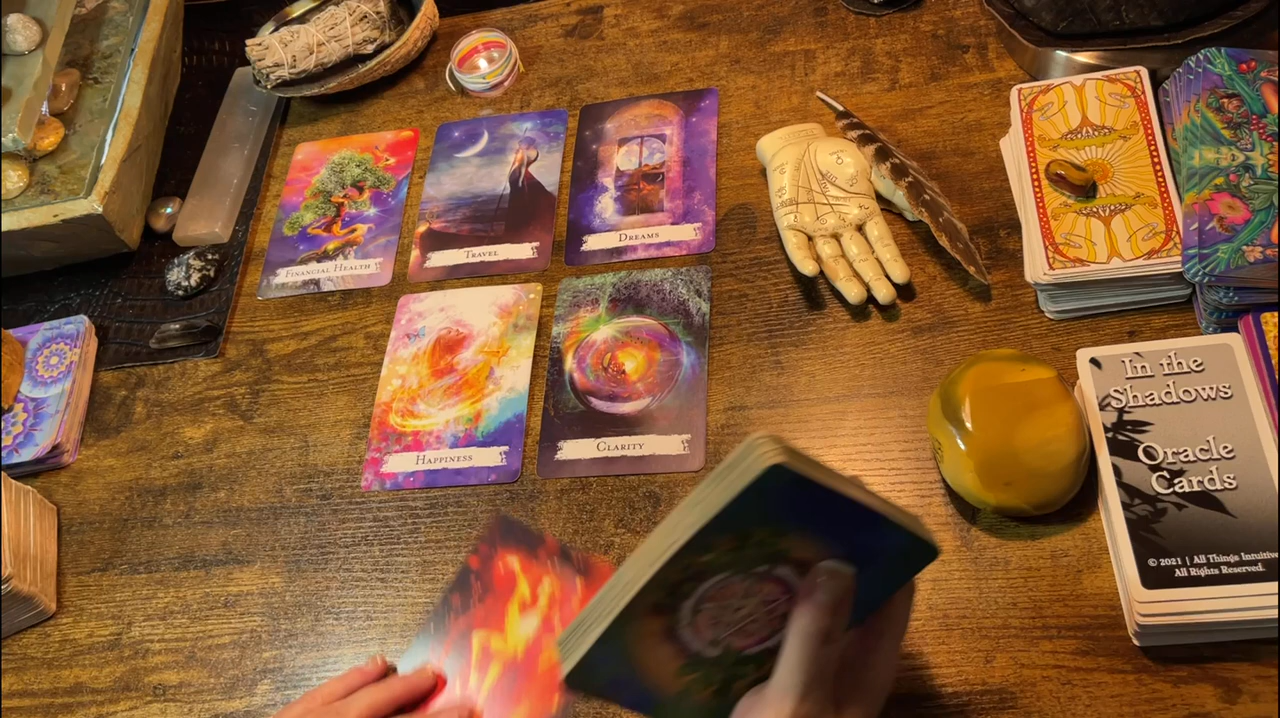 Financial Health
Travel
Dreams
Happiness
Clarity
In the
Shadows
Oracle
Cards
© 2021 | All Things Intuitive
All Rights Reserved.